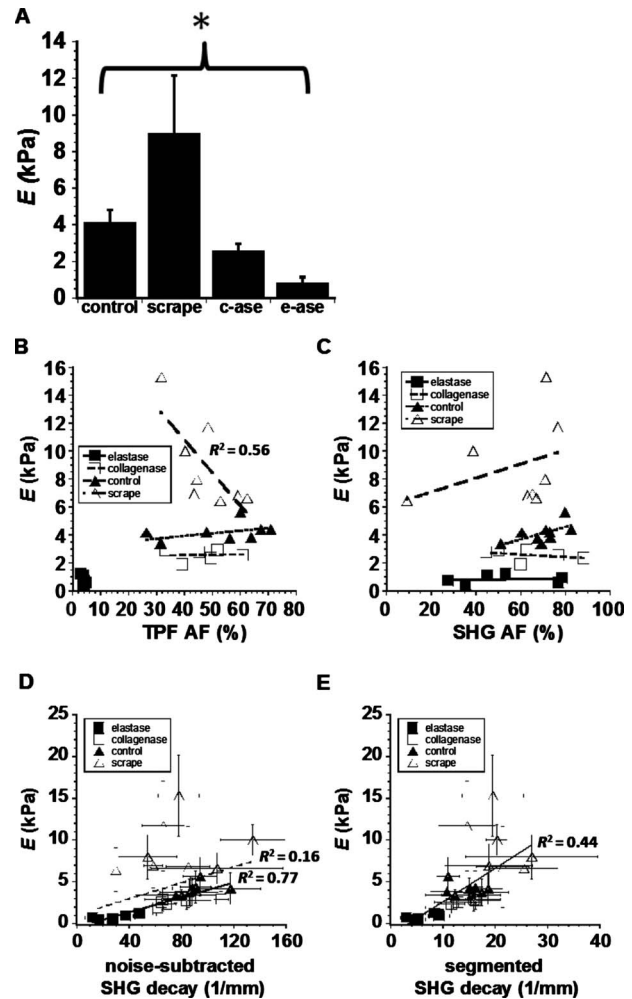 A
*
14
12
10
8
6
4
2
0
E (kPa)
control scrape c-ase e-ase
B
16
14
12
10
8
6
4
2
0
E (kPa)
elastase
collagenase
control
scrape
R² = 0.56
0 10 20 30 40 50 60 70 80
TPF AF (%)
C
16
14
12
10
8
6
4
2
0
E (kPa)
elastase
collagenase
control
scrape
0 20 40 60 80 100
SHG AF (%)
D
25
20
15
10
5
0
E (kPa)
elastase
collagenase
control
scrape
R² = 0.16
R² = 0.77
0 40 80 120 160
noise-subtracted
SHG decay (1/mm)
E
25
20
15
10
5
0
E (kPa)
elastase
collagenase
control
scrape
R² = 0.44
0 10 20 30 40
segmented
SHG decay (1/mm)